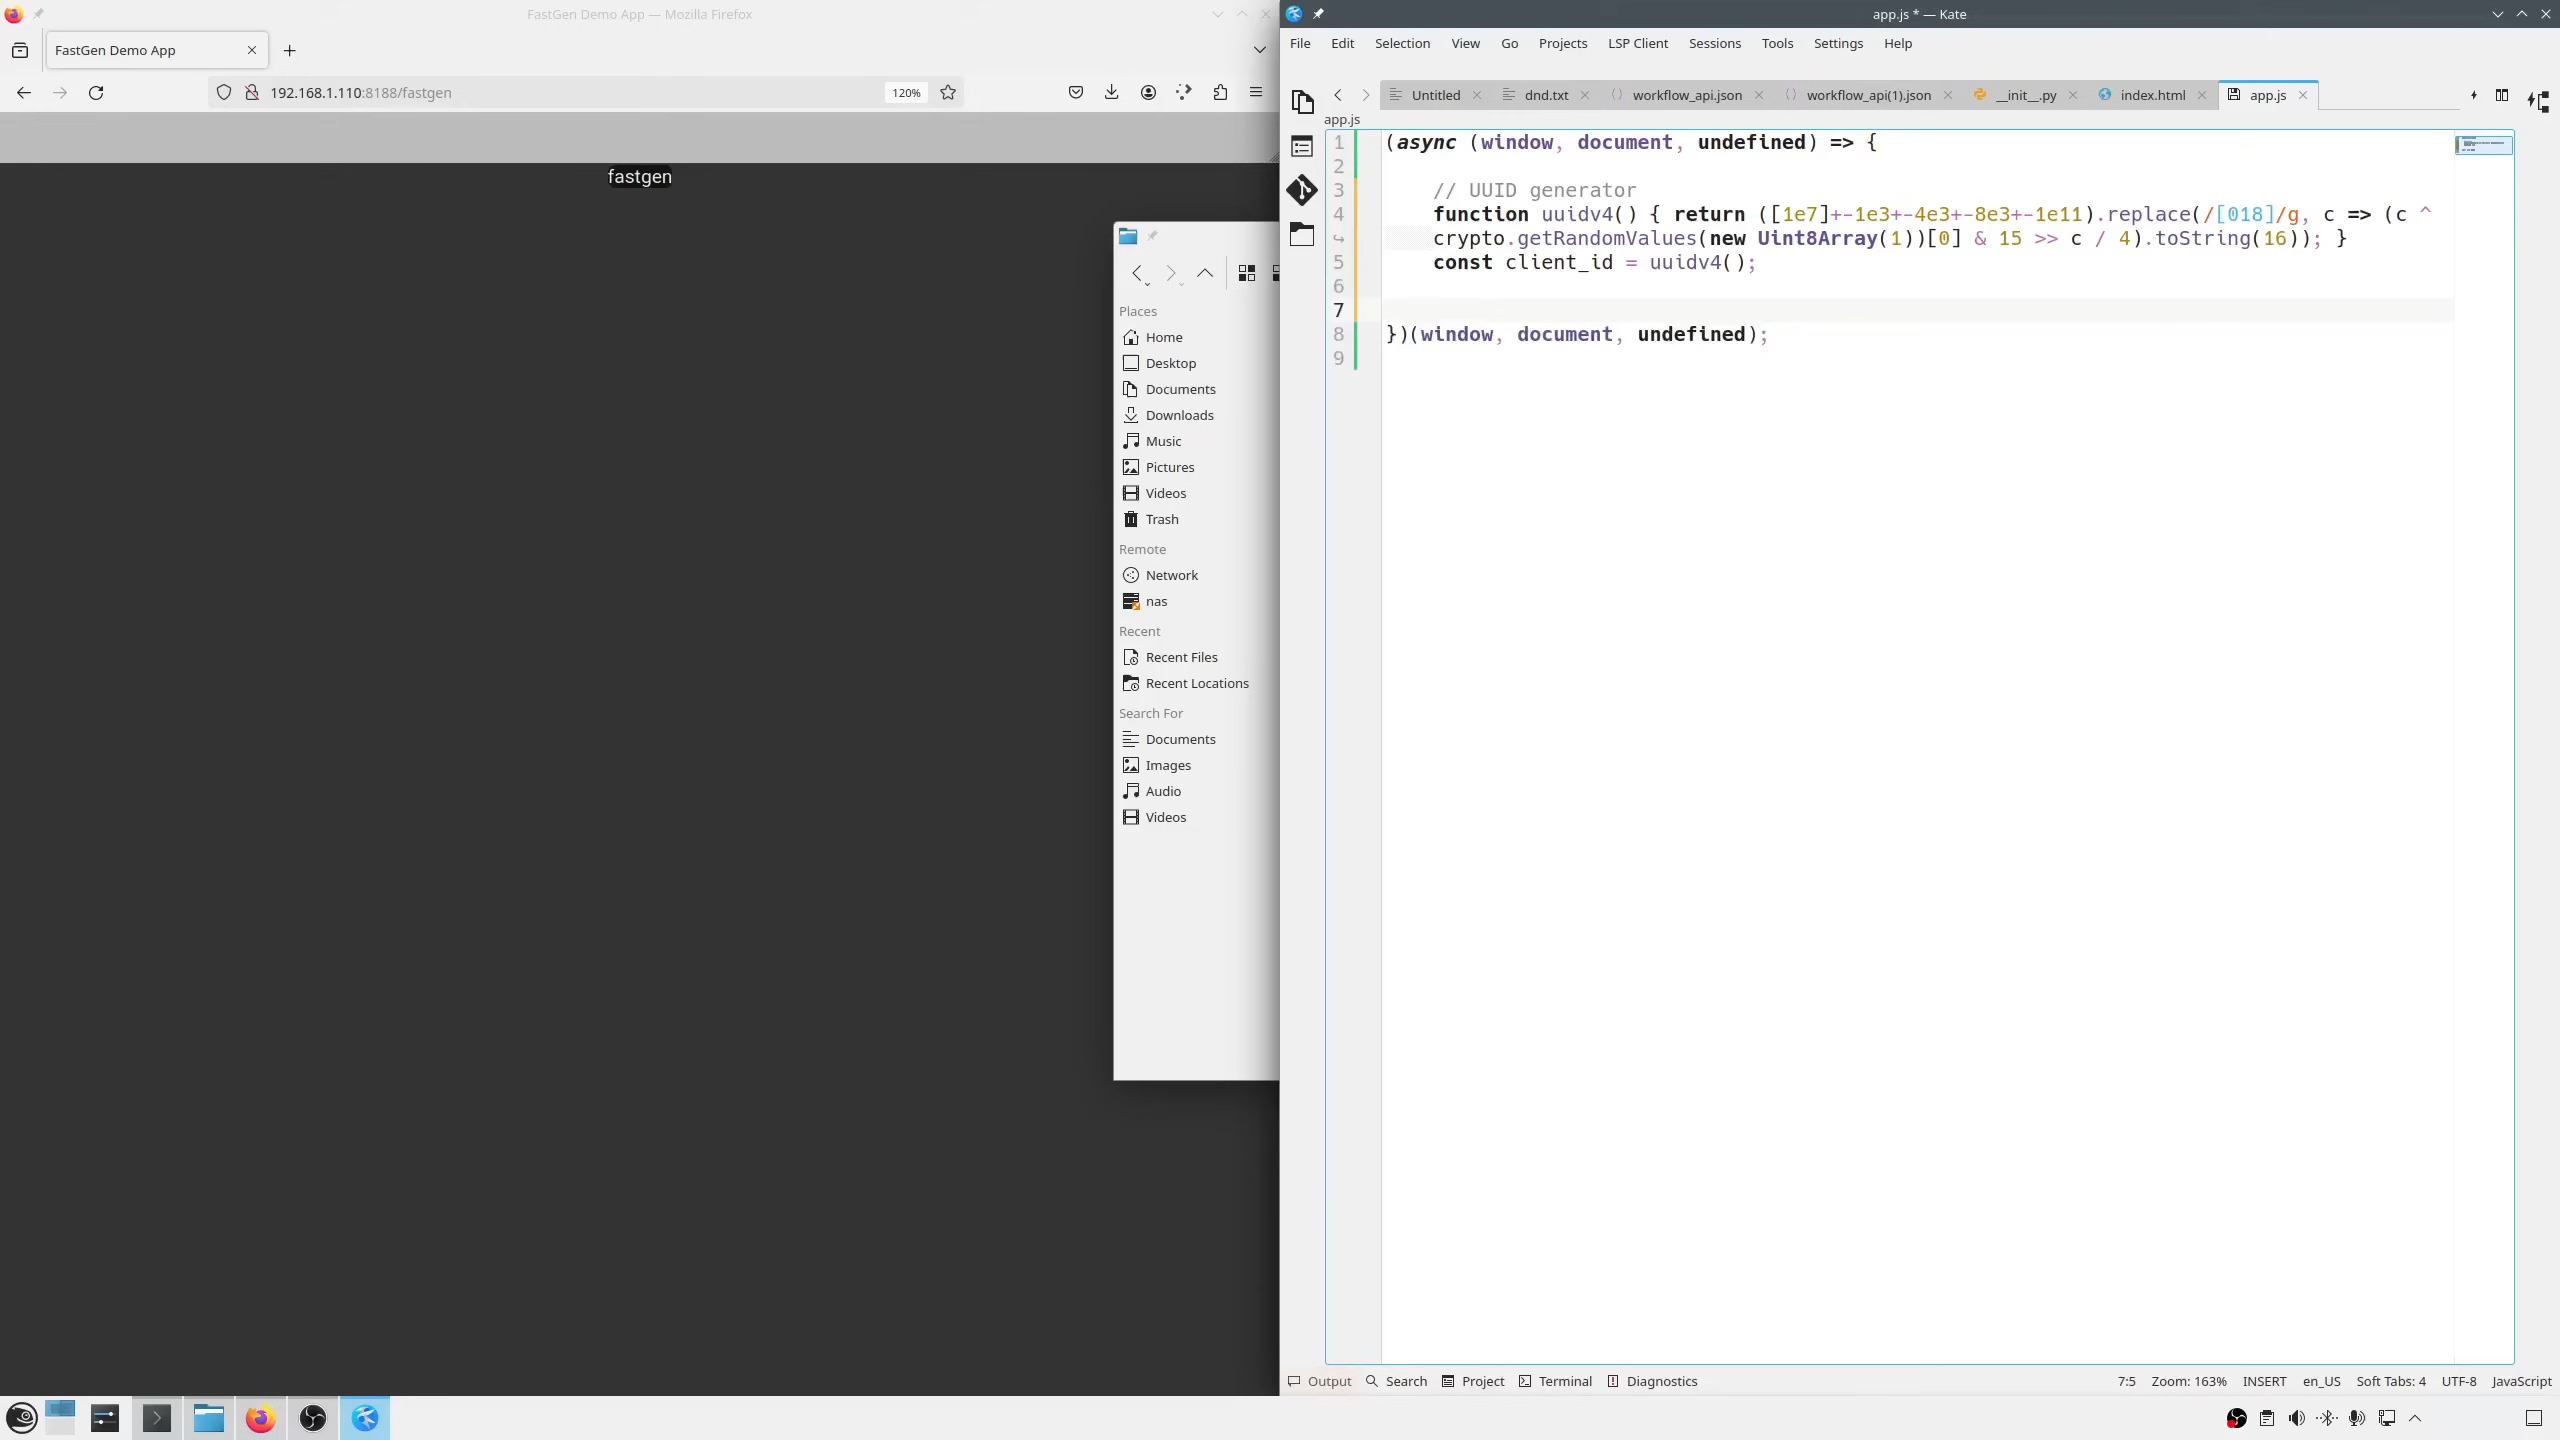 FastGen Demo App — Mozilla Firefox
FastGen Demo App
192.168.1.110:8188/fastgen
120%
fastgen
Places
Home
Desktop
Documents
Downloads
Music
Pictures
Videos
Trash
Remote
Network
nas
Recent
Recent Files
Recent Locations
Search For
Documents
Images
Audio
Videos
app.js * — Kate
File Edit Selection View Go Projects LSP Client Sessions Tools Settings Help
Untitled dnd.txt workflow_api.json workflow_api(1).json __init__.py index.html app.js
app.js
1 (async (window, document, undefined) => {
2
3 // UUID generator
4 function uuidv4() { return ([1e7]+-1e3+-4e3+-8e3+-1e11).replace(/[018]/g, c => (c ^
crypto.getRandomValues(new Uint8Array(1))[0] & 15 >> c / 4).toString(16)); }
5 const client_id = uuidv4();
6
7
8 })(window, document, undefined);
9
Output Search Project Terminal Diagnostics
7:5 Zoom: 163% INSERT en_US Soft Tabs: 4 UTF-8 JavaScript